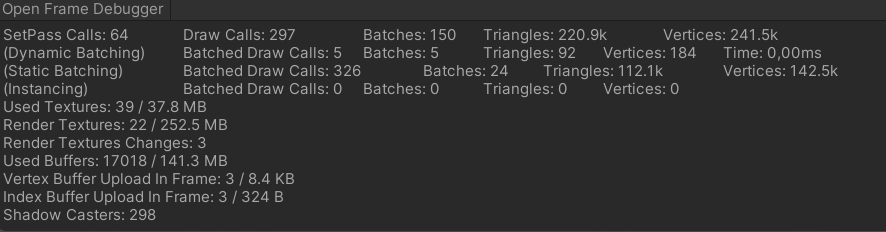 Open Frame Debugger
SetPass Calls: 64 Draw Calls: 297 Batches: 150 Triangles: 220.9k Vertices: 241.5k
(Dynamic Batching) Batched Draw Calls: 5 Batches: 5 Triangles: 92 Vertices: 184 Time: 0,00ms
(Static Batching) Batched Draw Calls: 326 Batches: 24 Triangles: 112.1k Vertices: 142.5k
(Instancing) Batched Draw Calls: 0 Batches: 0 Triangles: 0 Vertices: 0
Used Textures: 39 / 37.8 MB
Render Textures: 22 / 252.5 MB
Render Textures Changes: 3
Used Buffers: 17018 / 141.3 MB
Vertex Buffer Upload In Frame: 3 / 8.4 KB
Index Buffer Upload In Frame: 3 / 324 B
Shadow Casters: 298